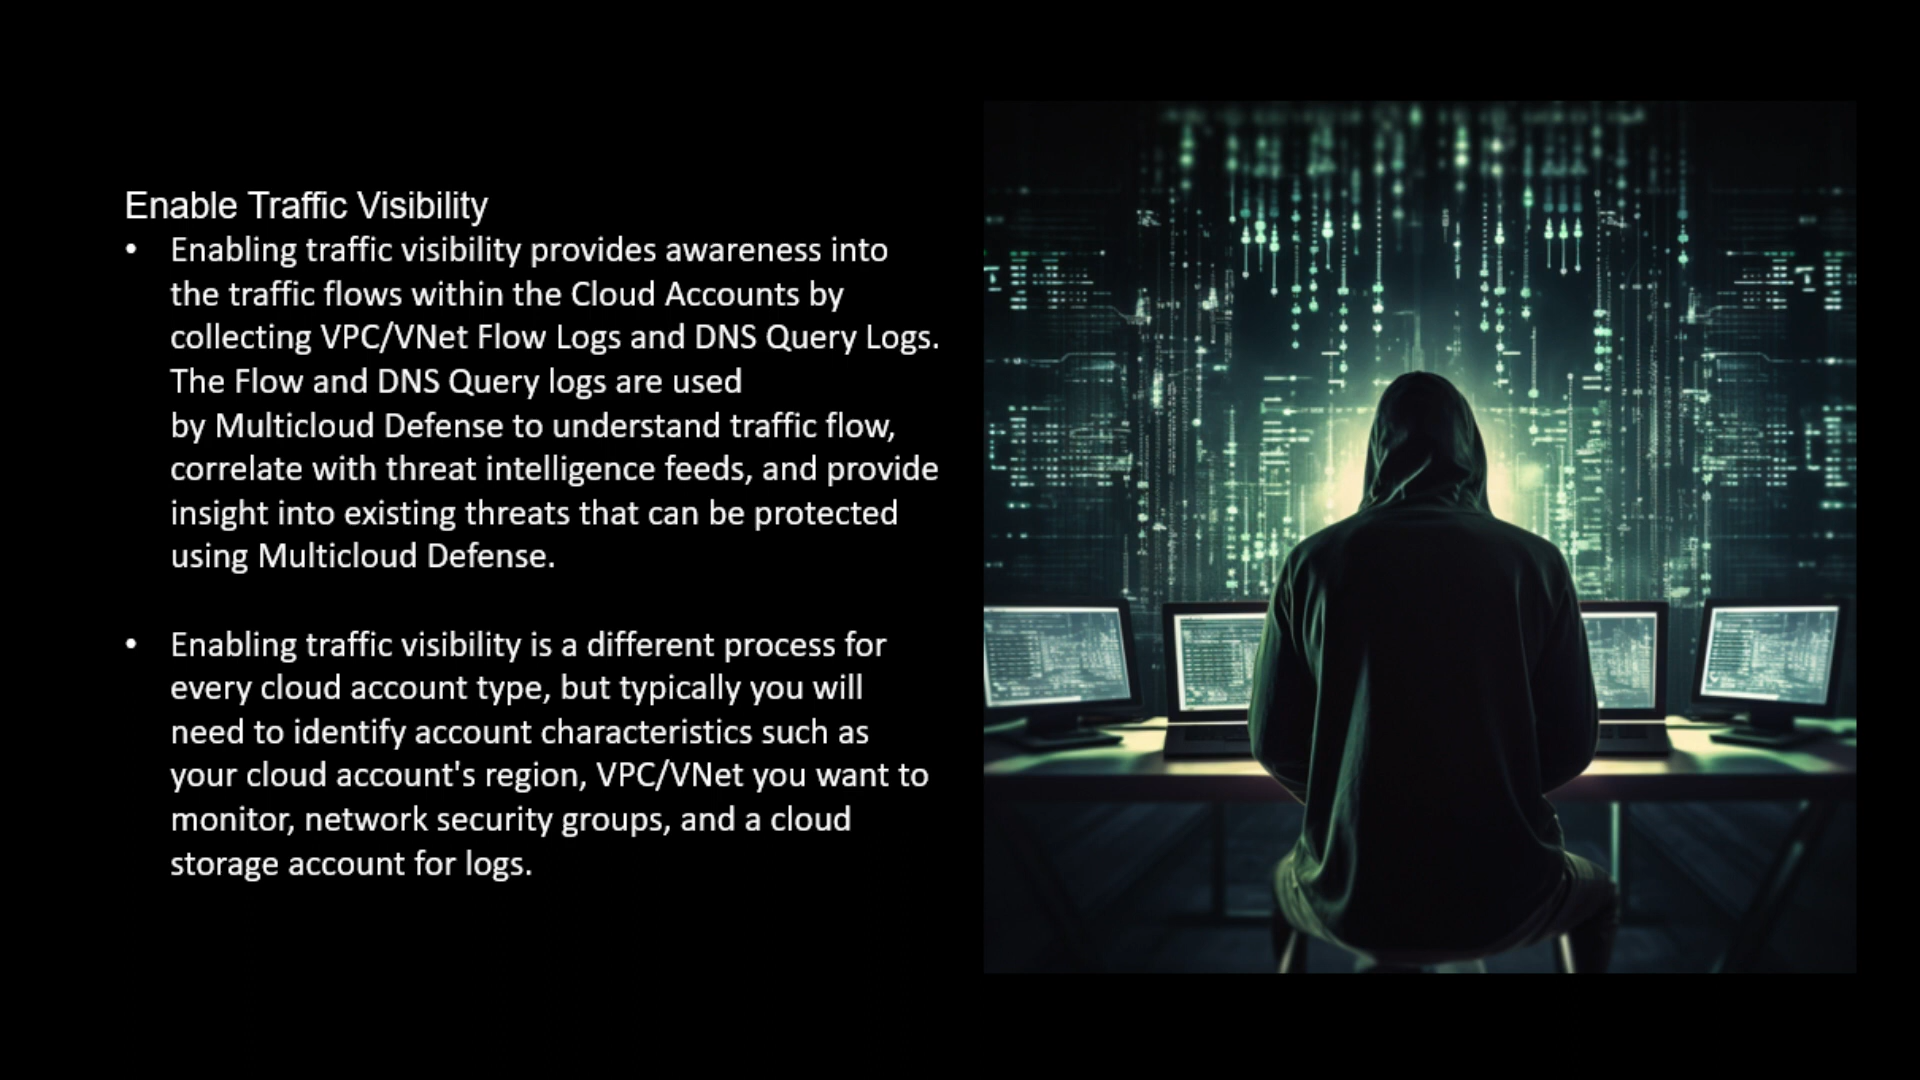 Enable Traffic Visibility
• Enabling traffic visibility provides awareness into
the traffic flows within the Cloud Accounts by
collecting VPC/VNet Flow Logs and DNS Query Logs.
The Flow and DNS Query logs are used
by Multicloud Defense to understand traffic flow,
correlate with threat intelligence feeds, and provide
insight into existing threats that can be protected
using Multicloud Defense.
• Enabling traffic visibility is a different process for
every cloud account type, but typically you will
need to identify account characteristics such as
your cloud account's region, VPC/VNet you want to
monitor, network security groups, and a cloud
storage account for logs.